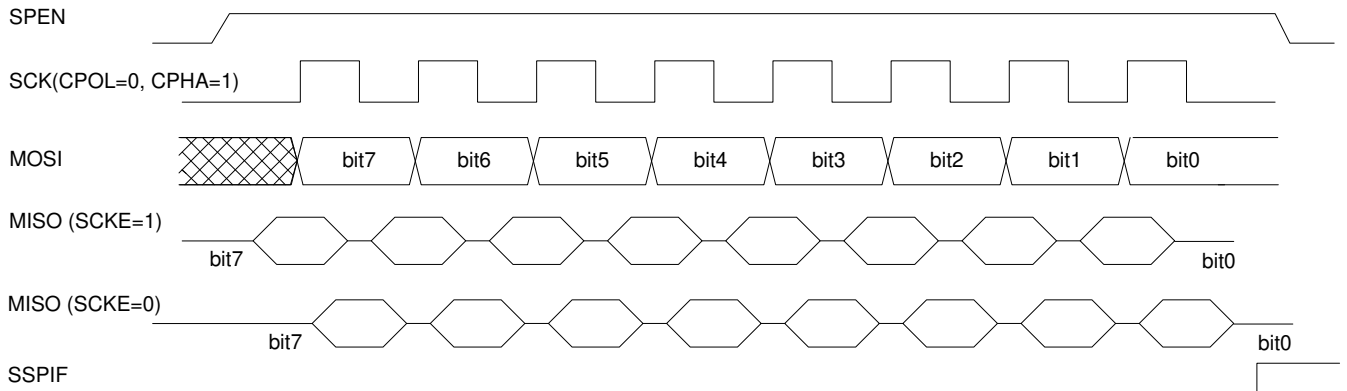 SPEN
SCK(CPOL=0, CPHA=1)
MOSI bit7 bit6 bit5 bit4 bit3 bit2 bit1 bit0
MISO (SCKE=1)
bit7 bit0
MISO (SCKE=0)
bit7 bit0
SSPIF